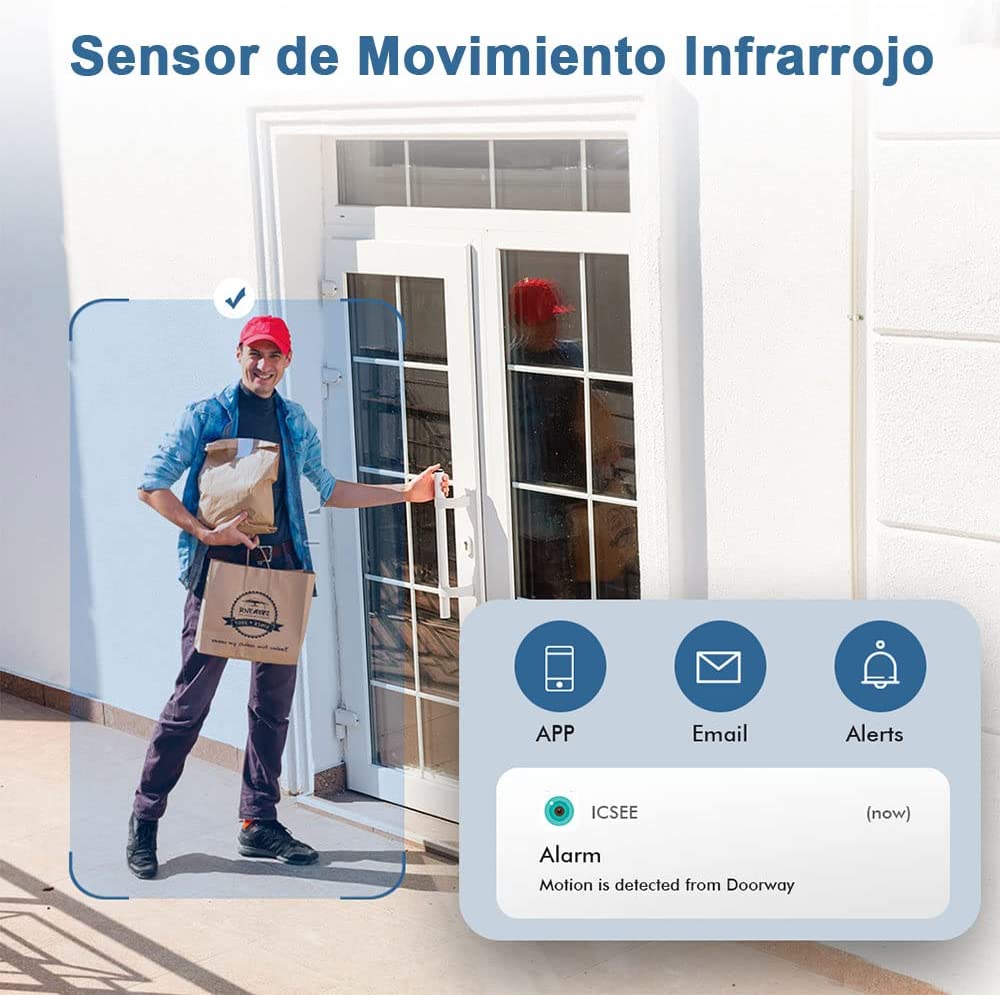 Sensor de Movimiento Infrarrojo
APP
Email
Alerts
ICSEE
(now)
Alarm
Motion is detected from Doorway